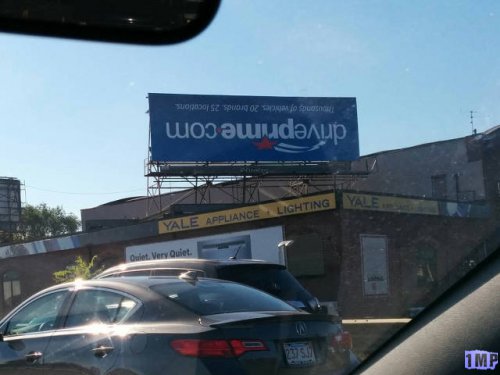 Thousands of vehicles. 20 brands. 25 locations.
driveprime.com
YALE APPLIANCE + LIGHTING
YALE
Quiet. Very Quiet.
1MP